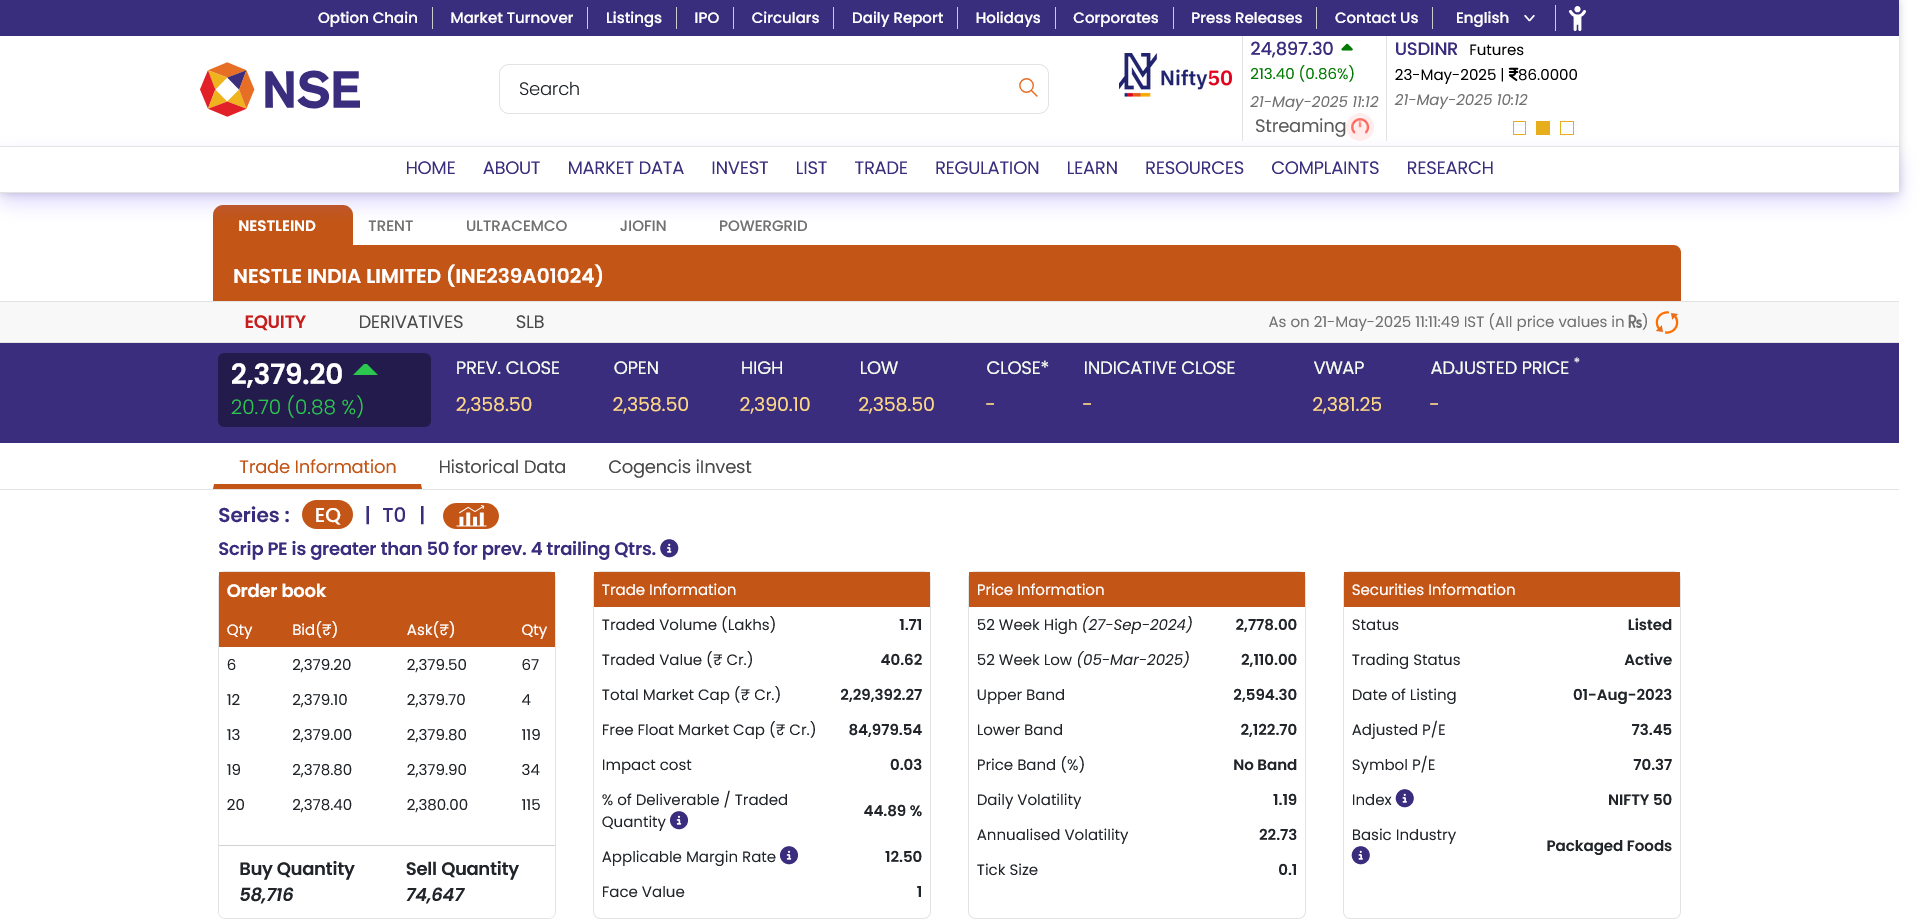 Option Chain Market Turnover Listings IPO Circulars Daily Report Holidays Corporates Press Releases Contact Us English
NSE
Search
Nifty50
24,897.30
213.40 (0.86%)
21-May-2025 11:12
Streaming
USDINR Futures
23-May-2025 | ₹86.0000
21-May-2025 10:12
HOME ABOUT MARKET DATA INVEST LIST TRADE REGULATION LEARN RESOURCES COMPLAINTS RESEARCH
NESTLEIND TRENT ULTRACEMCO JIOFIN POWERGRID
NESTLE INDIA LIMITED (INE239A01024)
EQUITY DERIVATIVES SLB As on 21-May-2025 11:11:49 IST (All price values in ₨)
2,379.20
20.70 (0.88 %)
PREV. CLOSE OPEN HIGH LOW CLOSE* INDICATIVE CLOSE VWAP ADJUSTED PRICE *
2,358.50 2,358.50 2,390.10 2,358.50 - - 2,381.25 -
Trade Information Historical Data Cogencis iInvest
Series : EQ | T0 |
Scrip PE is greater than 50 for prev. 4 trailing Qtrs.
Order book
Qty Bid(₹) Ask(₹) Qty
6 2,379.20 2,379.50 67
12 2,379.10 2,379.70 4
13 2,379.00 2,379.80 119
19 2,378.80 2,379.90 34
20 2,378.40 2,380.00 115
Buy Quantity Sell Quantity
58,716 74,647
Trade Information
Traded Volume (Lakhs) 1.71
Traded Value (₹ Cr.) 40.62
Total Market Cap (₹ Cr.) 2,29,392.27
Free Float Market Cap (₹ Cr.) 84,979.54
Impact cost 0.03
% of Deliverable / Traded
Quantity 44.89 %
Applicable Margin Rate 12.50
Face Value 1
Price Information
52 Week High (27-Sep-2024) 2,778.00
52 Week Low (05-Mar-2025) 2,110.00
Upper Band 2,594.30
Lower Band 2,122.70
Price Band (%) No Band
Daily Volatility 1.19
Annualised Volatility 22.73
Tick Size 0.1
Securities Information
Status Listed
Trading Status Active
Date of Listing 01-Aug-2023
Adjusted P/E 73.45
Symbol P/E 70.37
Index NIFTY 50
Basic Industry Packaged Foods